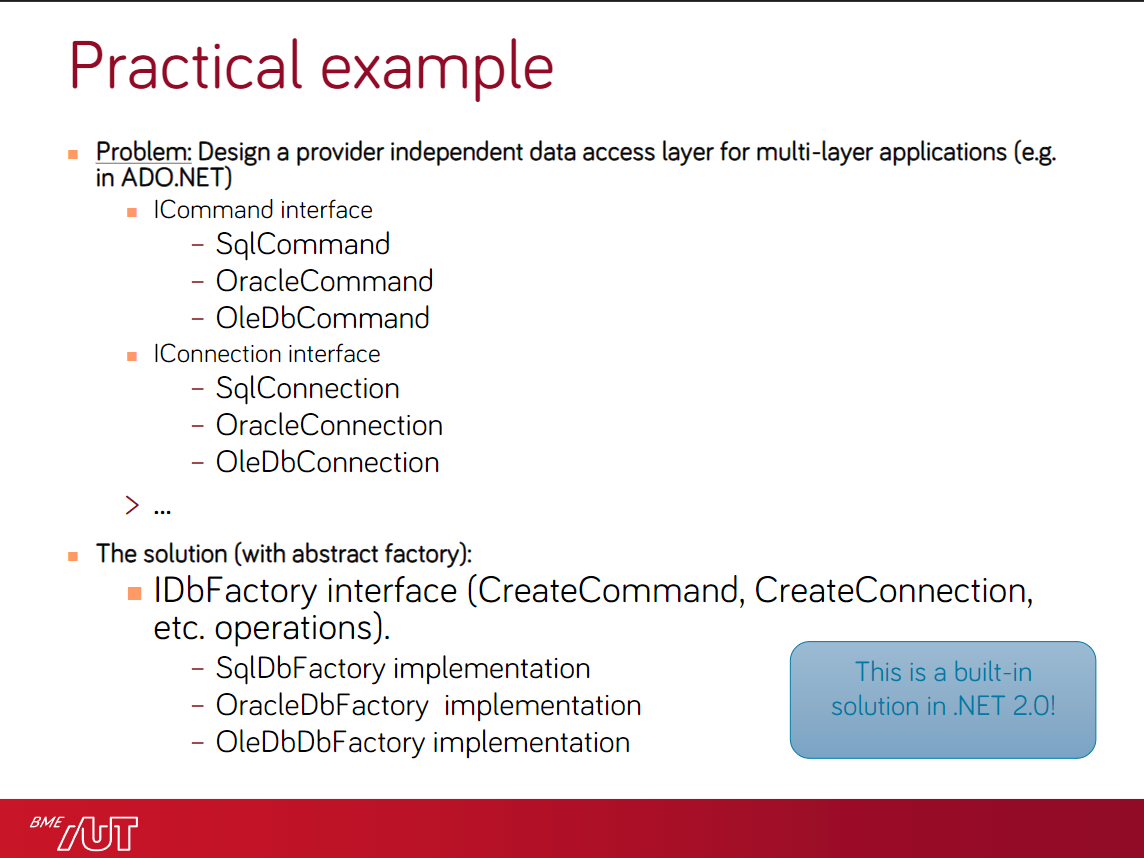 Practical example
Problem: Design a provider independent data access layer for multi-layer applications (e.g.
in ADO.NET)
ICommand interface
– SqlCommand
– OracleCommand
– OleDbCommand
IConnection interface
– SqlConnection
– OracleConnection
– OleDbConnection
> ...
The solution (with abstract factory):
IDbFactory interface (CreateCommand, CreateConnection,
etc. operations).
– SqlDbFactory implementation
– OracleDbFactory implementation
– OleDbDbFactory implementation
This is a built-in
solution in .NET 2.0!
BME AUT